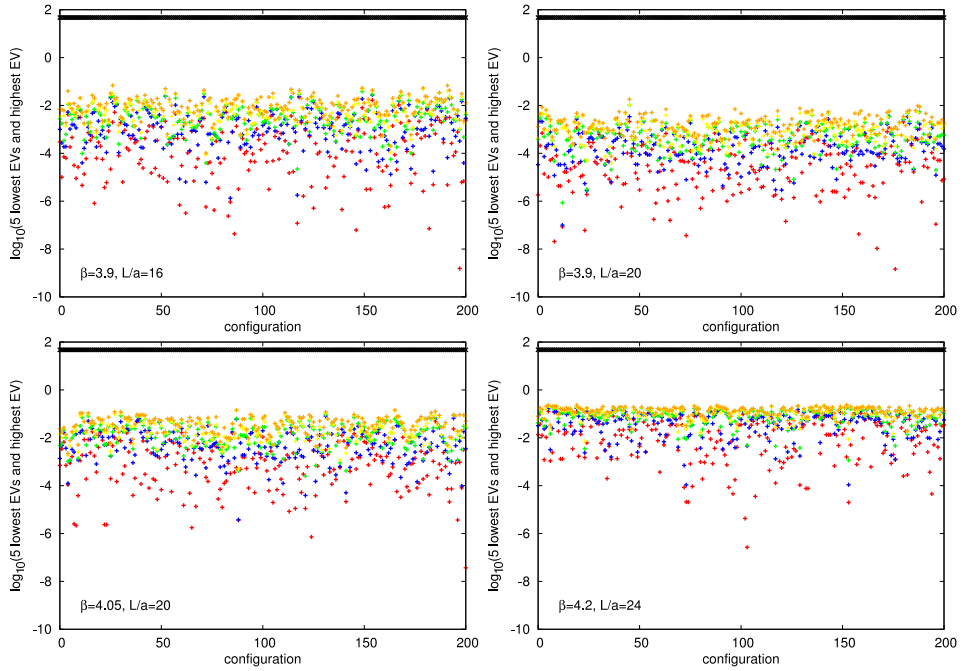 log10(5 lowest EVs and highest EV)
2
0
-2
-4
-6
-8
-10
β=3.9, L/a=16
0 50 100 150 200
configuration
log10(5 lowest EVs and highest EV)
2
0
-2
-4
-6
-8
-10
β=3.9, L/a=20
0 50 100 150 200
configuration
log10(5 lowest EVs and highest EV)
2
0
-2
-4
-6
-8
-10
β=4.05, L/a=20
0 50 100 150 200
configuration
log10(5 lowest EVs and highest EV)
2
0
-2
-4
-6
-8
-10
β=4.2, L/a=24
0 50 100 150 200
configuration